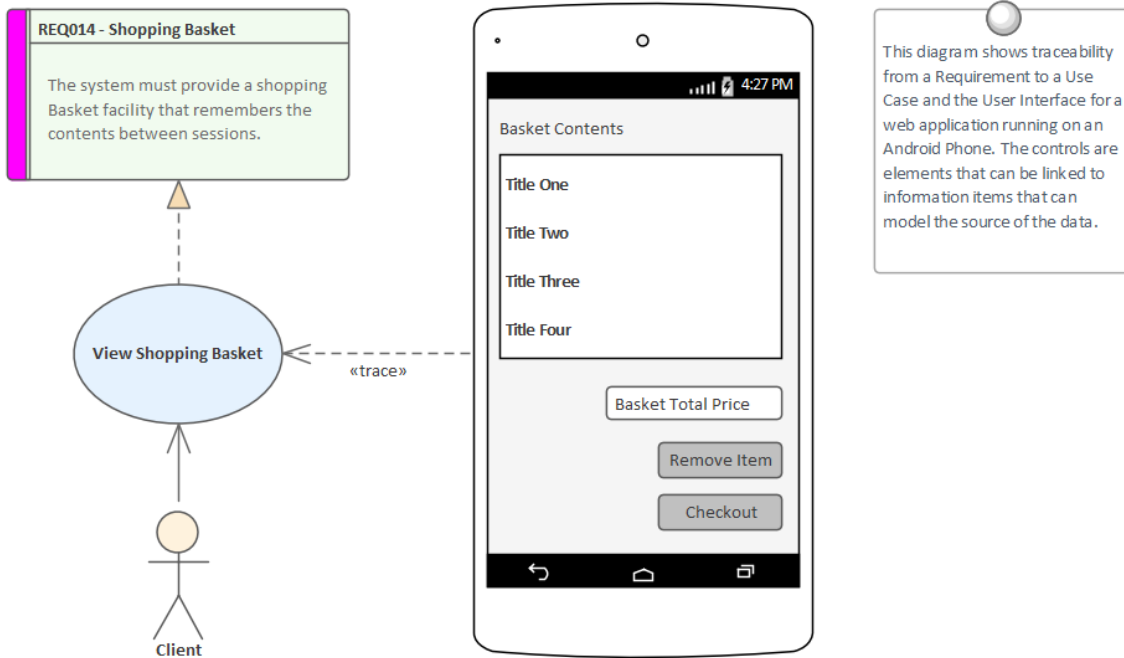 REQ014 - Shopping Basket
The system must provide a shopping
Basket facility that remembers the
contents between sessions.
View Shopping Basket
«trace»
Client
4:27 PM
Basket Contents
Title One
Title Two
Title Three
Title Four
Basket Total Price
Remove Item
Checkout
This diagram shows traceability
from a Requirement to a Use
Case and the User Interface for a
web application running on an
Android Phone. The controls are
elements that can be linked to
information items that can
model the source of the data.